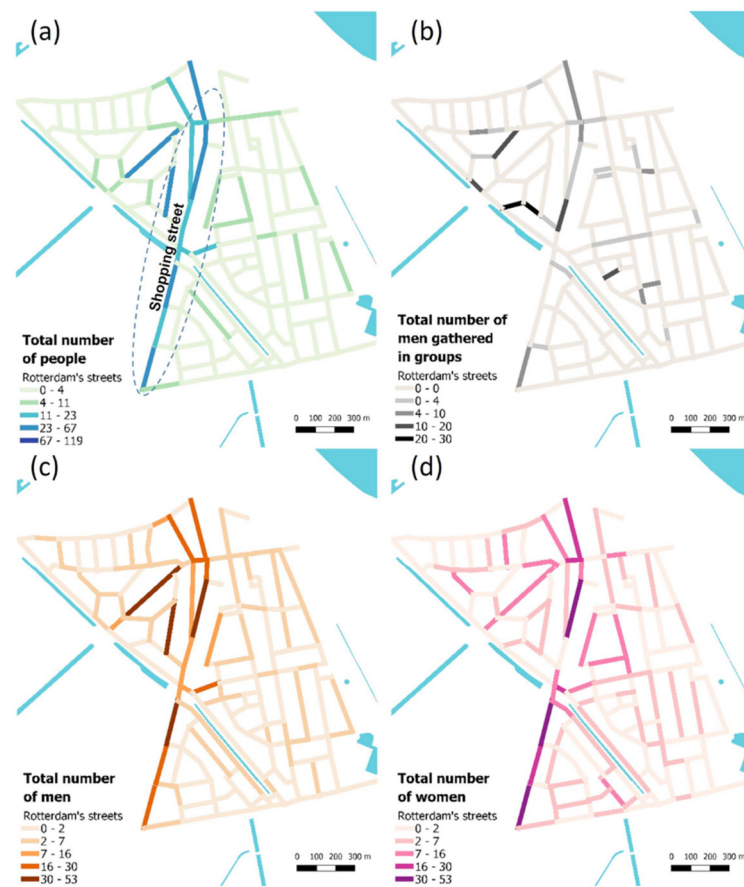 (a)
Shopping street
Total number
of people
Rotterdam's streets
0 - 4
4 - 11
11 - 23
23 - 67
67 - 119
0 100 200 300 m
(b)
Total number of
men gathered
in groups
Rotterdam's streets
0 - 0
0 - 4
4 - 10
10 - 20
20 - 30
0 100 200 300 m
(c)
Total number
of men
Rotterdam's streets
0 - 2
2 - 7
7 - 16
16 - 30
30 - 53
0 100 200 300 m
(d)
Total number
of women
Rotterdam's streets
0 - 2
2 - 7
7 - 16
16 - 30
30 - 53
0 100 200 300 m